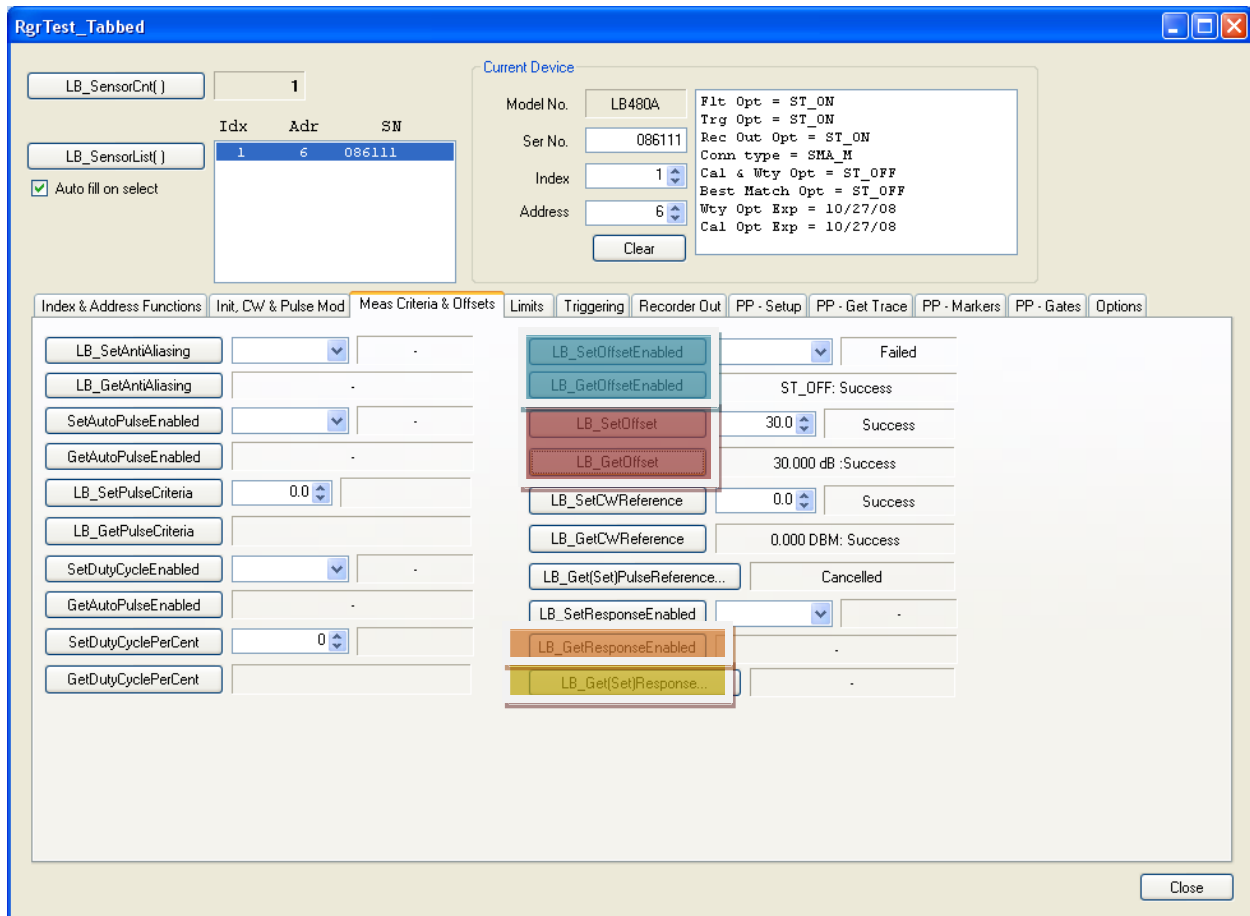 RgrTest_Tabbed
LB_SensorCnt( )
1
Idx Adr SN
LB_SensorList( )
1 6 086111
Auto fill on select
Current Device
Model No. LB480A
Ser No. 086111
Index 1
Address 6
Clear
Flt Opt = ST_ON
Trg Opt = ST_ON
Rec Out Opt = ST_ON
Conn type = SMA_M
Cal & Wty Opt = ST_OFF
Best Match Opt = ST_OFF
Wty Opt Exp = 10/27/08
Cal Opt Exp = 10/27/08
Index & Address Functions Init, CW & Pulse Mod Meas Criteria & Offsets Limits Triggering Recorder Out PP - Setup PP - Get Trace PP - Markers PP - Gates Options
LB_SetAntiAliasing -
LB_GetAntiAliasing -
SetAutoPulseEnabled -
GetAutoPulseEnabled -
LB_SetPulseCriteria 0.0
LB_GetPulseCriteria
SetDutyCycleEnabled -
GetAutoPulseEnabled -
SetDutyCyclePerCent 0
GetDutyCyclePerCent
LB_SetOffsetEnabled Failed
LB_GetOffsetEnabled ST_OFF: Success
LB_SetOffset 30.0 Success
LB_GetOffset 30.000 dB :Success
LB_SetCWReference 0.0 Success
LB_GetCWReference 0.000 DBM: Success
LB_Get(Set)PulseReference... Cancelled
LB_SetResponseEnabled -
LB_GetResponseEnabled -
LB_Get(Set)Response... -
Close